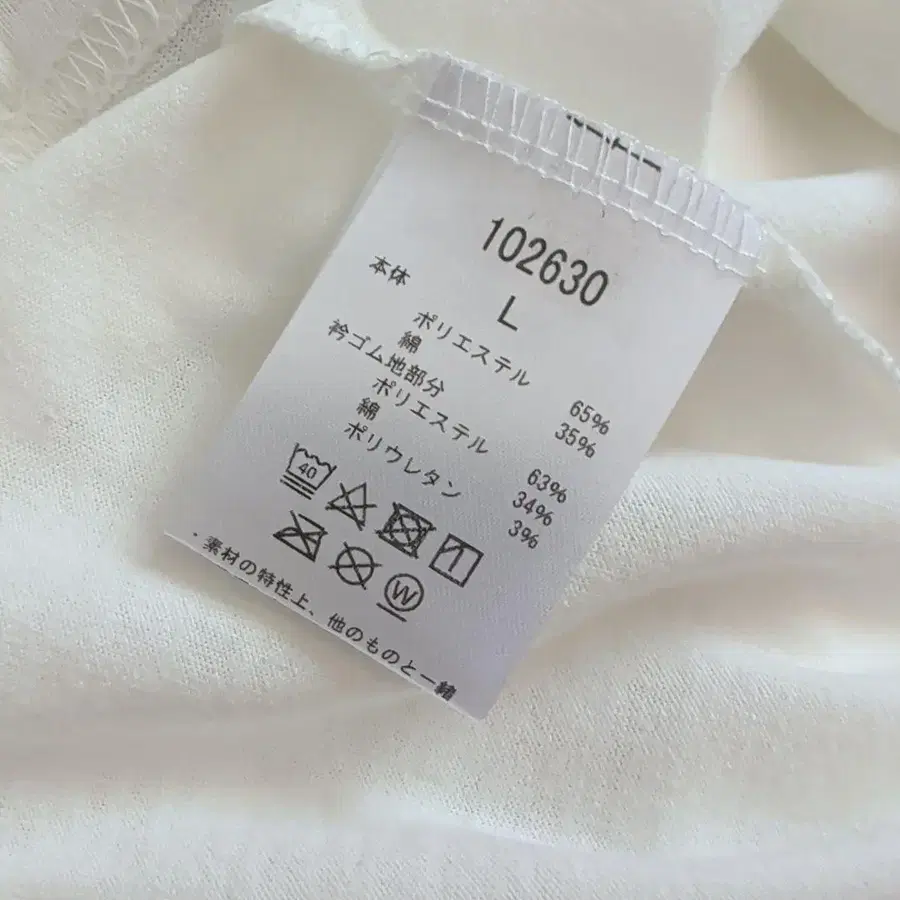 102630
L
本体
ポリエステル 65%
綿 35%
衿ゴム地部分
ポリエステル 63%
綿 34%
ポリウレタン 3%
40
W
・素材の特性上、他のものと一緒